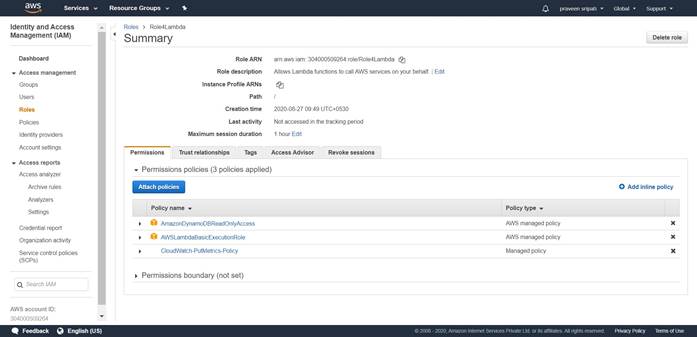 aws Services Resource Groups praveen sripati Global Support
Identity and Access
Management (IAM)
Dashboard
Access management
Groups
Users
Roles
Policies
Identity providers
Account settings
Access reports
Access analyzer
Archive rules
Analyzers
Settings
Credential report
Organization activity
Service control policies
(SCPs)
Search IAM
AWS account ID:
304000509264
Roles > Role4Lambda
Summary
Delete role
Role ARN arn:aws:iam::304000509264:role/Role4Lambda
Role description Allows Lambda functions to call AWS services on your behalf. | Edit
Instance Profile ARNs
Path /
Creation time 2020-06-27 09:49 UTC+0530
Last activity Not accessed in the tracking period
Maximum session duration 1 hour Edit
Permissions Trust relationships Tags Access Advisor Revoke sessions
Permissions policies (3 policies applied)
Attach policies Add inline policy
Policy name Policy type
AmazonDynamoDBReadOnlyAccess AWS managed policy
AWSLambdaBasicExecutionRole AWS managed policy
CloudWatch-PutMetrics-Policy Managed policy
Permissions boundary (not set)
Feedback English (US) © 2008 - 2020, Amazon Internet Services Private Ltd. or its affiliates. All rights reserved. Privacy Policy Terms of Use